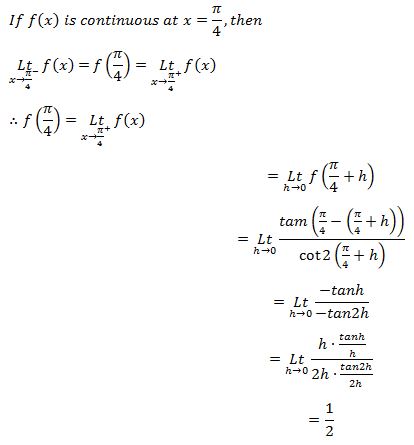 If f(x) is continuous at x = π/4, then
Lt_{x→π/4⁻} f(x) = f(π/4) = Lt_{x→π/4⁺} f(x)
∴ f(π/4) = Lt_{x→π/4⁺} f(x)
= Lt_{h→0} f(π/4 + h)
= Lt_{h→0} tam(π/4 − (π/4 + h)) / cot2(π/4 + h)
= Lt_{h→0} −tanh / −tan2h
= Lt_{h→0} h · tanh/h / 2h · tan2h/2h
= 1/2